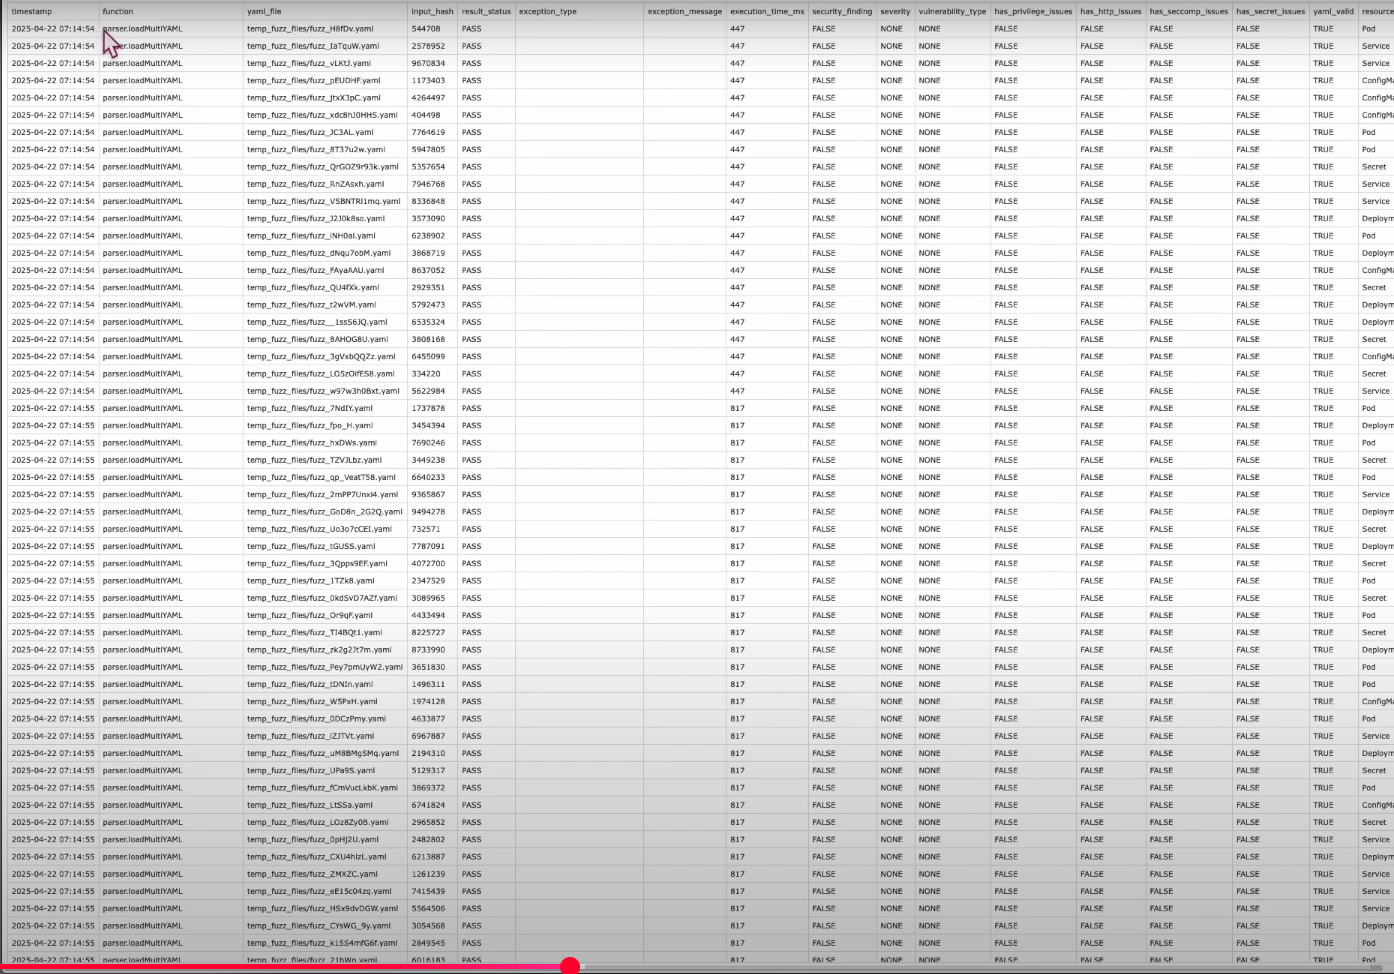 timestamp function yaml_file input_hash result_status exception_type exception_message execution_time_ms security_finding severity vulnerability_type has_privilege_issues has_http_issues has_seccomp_issues has_secret_issues yaml_valid resource
2025-04-22 07:14:54 parser.loadMultiYAML temp_fuzz_files/fuzz_H8fDv.yaml 544708 PASS 447 FALSE NONE NONE FALSE FALSE FALSE FALSE TRUE Pod
2025-04-22 07:14:54 parser.loadMultiYAML temp_fuzz_files/fuzz_IaTquW.yaml 2578952 PASS 447 FALSE NONE NONE FALSE FALSE FALSE FALSE TRUE Service
2025-04-22 07:14:54 parser.loadMultiYAML temp_fuzz_files/fuzz_vLKtJ.yaml 9670834 PASS 447 FALSE NONE NONE FALSE FALSE FALSE FALSE TRUE Service
2025-04-22 07:14:54 parser.loadMultiYAML temp_fuzz_files/fuzz_pEUDHF.yaml 1173403 PASS 447 FALSE NONE NONE FALSE FALSE FALSE FALSE TRUE ConfigMa
2025-04-22 07:14:54 parser.loadMultiYAML temp_fuzz_files/fuzz_jtxX3pC.yaml 4264497 PASS 447 FALSE NONE NONE FALSE FALSE FALSE FALSE TRUE ConfigMa
2025-04-22 07:14:54 parser.loadMultiYAML temp_fuzz_files/fuzz_xdc8hJ0HHS.yaml 404498 PASS 447 FALSE NONE NONE FALSE FALSE FALSE FALSE TRUE ConfigMa
2025-04-22 07:14:54 parser.loadMultiYAML temp_fuzz_files/fuzz_JC3AL.yaml 7764619 PASS 447 FALSE NONE NONE FALSE FALSE FALSE FALSE TRUE Pod
2025-04-22 07:14:54 parser.loadMultiYAML temp_fuzz_files/fuzz_8T37u2w.yaml 5947805 PASS 447 FALSE NONE NONE FALSE FALSE FALSE FALSE TRUE Pod
2025-04-22 07:14:54 parser.loadMultiYAML temp_fuzz_files/fuzz_QrGOZ9r93k.yaml 5357654 PASS 447 FALSE NONE NONE FALSE FALSE FALSE FALSE TRUE Secret
2025-04-22 07:14:54 parser.loadMultiYAML temp_fuzz_files/fuzz_RnZAsxh.yaml 7946768 PASS 447 FALSE NONE NONE FALSE FALSE FALSE FALSE TRUE Service
2025-04-22 07:14:54 parser.loadMultiYAML temp_fuzz_files/fuzz_VSBNTRI1mq.yaml 8336848 PASS 447 FALSE NONE NONE FALSE FALSE FALSE FALSE TRUE Service
2025-04-22 07:14:54 parser.loadMultiYAML temp_fuzz_files/fuzz_J2J0k8so.yaml 3573090 PASS 447 FALSE NONE NONE FALSE FALSE FALSE FALSE TRUE Deploym
2025-04-22 07:14:54 parser.loadMultiYAML temp_fuzz_files/fuzz_iNH0al.yaml 6238902 PASS 447 FALSE NONE NONE FALSE FALSE FALSE FALSE TRUE Pod
2025-04-22 07:14:54 parser.loadMultiYAML temp_fuzz_files/fuzz_dNqu7obM.yaml 3868719 PASS 447 FALSE NONE NONE FALSE FALSE FALSE FALSE TRUE Deploym
2025-04-22 07:14:54 parser.loadMultiYAML temp_fuzz_files/fuzz_FAyaAAU.yaml 8637052 PASS 447 FALSE NONE NONE FALSE FALSE FALSE FALSE TRUE ConfigMa
2025-04-22 07:14:54 parser.loadMultiYAML temp_fuzz_files/fuzz_QU4fXk.yaml 2929351 PASS 447 FALSE NONE NONE FALSE FALSE FALSE FALSE TRUE Secret
2025-04-22 07:14:54 parser.loadMultiYAML temp_fuzz_files/fuzz_t2wVM.yaml 5792473 PASS 447 FALSE NONE NONE FALSE FALSE FALSE FALSE TRUE Deploym
2025-04-22 07:14:54 parser.loadMultiYAML temp_fuzz_files/fuzz__1ssS6JQ.yaml 6535324 PASS 447 FALSE NONE NONE FALSE FALSE FALSE FALSE TRUE Deploym
2025-04-22 07:14:54 parser.loadMultiYAML temp_fuzz_files/fuzz_8AHOG8U.yaml 3808168 PASS 447 FALSE NONE NONE FALSE FALSE FALSE FALSE TRUE Secret
2025-04-22 07:14:54 parser.loadMultiYAML temp_fuzz_files/fuzz_3gVxbQQZz.yaml 6455099 PASS 447 FALSE NONE NONE FALSE FALSE FALSE FALSE TRUE ConfigMa
2025-04-22 07:14:54 parser.loadMultiYAML temp_fuzz_files/fuzz_LO5zOifES8.yaml 334220 PASS 447 FALSE NONE NONE FALSE FALSE FALSE FALSE TRUE Secret
2025-04-22 07:14:54 parser.loadMultiYAML temp_fuzz_files/fuzz_w97w3h0Bxt.yaml 5622984 PASS 447 FALSE NONE NONE FALSE FALSE FALSE FALSE TRUE Service
2025-04-22 07:14:55 parser.loadMultiYAML temp_fuzz_files/fuzz_7NdIY.yaml 1737878 PASS 817 FALSE NONE NONE FALSE FALSE FALSE FALSE TRUE Pod
2025-04-22 07:14:55 parser.loadMultiYAML temp_fuzz_files/fuzz_fpo_H.yaml 3454394 PASS 817 FALSE NONE NONE FALSE FALSE FALSE FALSE TRUE Deploym
2025-04-22 07:14:55 parser.loadMultiYAML temp_fuzz_files/fuzz_hxDWs.yaml 7690246 PASS 817 FALSE NONE NONE FALSE FALSE FALSE FALSE TRUE Pod
2025-04-22 07:14:55 parser.loadMultiYAML temp_fuzz_files/fuzz_TZVJLbz.yaml 3449238 PASS 817 FALSE NONE NONE FALSE FALSE FALSE FALSE TRUE Secret
2025-04-22 07:14:55 parser.loadMultiYAML temp_fuzz_files/fuzz_qp_VeatT58.yaml 6640233 PASS 817 FALSE NONE NONE FALSE FALSE FALSE FALSE TRUE Pod
2025-04-22 07:14:55 parser.loadMultiYAML temp_fuzz_files/fuzz_2mPP7Unxi4.yaml 9365867 PASS 817 FALSE NONE NONE FALSE FALSE FALSE FALSE TRUE Service
2025-04-22 07:14:55 parser.loadMultiYAML temp_fuzz_files/fuzz_GoD8n_2G2Q.yaml 9494278 PASS 817 FALSE NONE NONE FALSE FALSE FALSE FALSE TRUE Deploym
2025-04-22 07:14:55 parser.loadMultiYAML temp_fuzz_files/fuzz_Uo3o7cCEI.yaml 732571 PASS 817 FALSE NONE NONE FALSE FALSE FALSE FALSE TRUE Secret
2025-04-22 07:14:55 parser.loadMultiYAML temp_fuzz_files/fuzz_tGUSS.yaml 7787091 PASS 817 FALSE NONE NONE FALSE FALSE FALSE FALSE TRUE Deploym
2025-04-22 07:14:55 parser.loadMultiYAML temp_fuzz_files/fuzz_3Qpps9EF.yaml 4072700 PASS 817 FALSE NONE NONE FALSE FALSE FALSE FALSE TRUE Secret
2025-04-22 07:14:55 parser.loadMultiYAML temp_fuzz_files/fuzz_1TZk8.yaml 2347529 PASS 817 FALSE NONE NONE FALSE FALSE FALSE FALSE TRUE Pod
2025-04-22 07:14:55 parser.loadMultiYAML temp_fuzz_files/fuzz_0kdSvD7AZf.yaml 3089965 PASS 817 FALSE NONE NONE FALSE FALSE FALSE FALSE TRUE Secret
2025-04-22 07:14:55 parser.loadMultiYAML temp_fuzz_files/fuzz_Or9qF.yaml 4433494 PASS 817 FALSE NONE NONE FALSE FALSE FALSE FALSE TRUE Pod
2025-04-22 07:14:55 parser.loadMultiYAML temp_fuzz_files/fuzz_TI4BQt1.yaml 8225727 PASS 817 FALSE NONE NONE FALSE FALSE FALSE FALSE TRUE Secret
2025-04-22 07:14:55 parser.loadMultiYAML temp_fuzz_files/fuzz_zk2g2Jt7m.yaml 8733990 PASS 817 FALSE NONE NONE FALSE FALSE FALSE FALSE TRUE Deploym
2025-04-22 07:14:55 parser.loadMultiYAML temp_fuzz_files/fuzz_Pey7pmUyW2.yaml 3651830 PASS 817 FALSE NONE NONE FALSE FALSE FALSE FALSE TRUE Pod
2025-04-22 07:14:55 parser.loadMultiYAML temp_fuzz_files/fuzz_tDNIn.yaml 1496311 PASS 817 FALSE NONE NONE FALSE FALSE FALSE FALSE TRUE Pod
2025-04-22 07:14:55 parser.loadMultiYAML temp_fuzz_files/fuzz_W5PxH.yaml 1974128 PASS 817 FALSE NONE NONE FALSE FALSE FALSE FALSE TRUE ConfigMa
2025-04-22 07:14:55 parser.loadMultiYAML temp_fuzz_files/fuzz_0DCzPmy.yaml 4633877 PASS 817 FALSE NONE NONE FALSE FALSE FALSE FALSE TRUE Pod
2025-04-22 07:14:55 parser.loadMultiYAML temp_fuzz_files/fuzz_iZJTVt.yaml 6967887 PASS 817 FALSE NONE NONE FALSE FALSE FALSE FALSE TRUE Service
2025-04-22 07:14:55 parser.loadMultiYAML temp_fuzz_files/fuzz_uM8BMgSMq.yaml 2194310 PASS 817 FALSE NONE NONE FALSE FALSE FALSE FALSE TRUE Deploym
2025-04-22 07:14:55 parser.loadMultiYAML temp_fuzz_files/fuzz_UPa9S.yaml 5129317 PASS 817 FALSE NONE NONE FALSE FALSE FALSE FALSE TRUE Secret
2025-04-22 07:14:55 parser.loadMultiYAML temp_fuzz_files/fuzz_fCmVucLkbK.yaml 3869372 PASS 817 FALSE NONE NONE FALSE FALSE FALSE FALSE TRUE Pod
2025-04-22 07:14:55 parser.loadMultiYAML temp_fuzz_files/fuzz_LtSSa.yaml 6741824 PASS 817 FALSE NONE NONE FALSE FALSE FALSE FALSE TRUE ConfigMa
2025-04-22 07:14:55 parser.loadMultiYAML temp_fuzz_files/fuzz_LOz8Zy0B.yaml 2965852 PASS 817 FALSE NONE NONE FALSE FALSE FALSE FALSE TRUE Secret
2025-04-22 07:14:55 parser.loadMultiYAML temp_fuzz_files/fuzz_0pHJ2U.yaml 2482802 PASS 817 FALSE NONE NONE FALSE FALSE FALSE FALSE TRUE Service
2025-04-22 07:14:55 parser.loadMultiYAML temp_fuzz_files/fuzz_CXU4hIzL.yaml 6213887 PASS 817 FALSE NONE NONE FALSE FALSE FALSE FALSE TRUE Deploym
2025-04-22 07:14:55 parser.loadMultiYAML temp_fuzz_files/fuzz_ZMXZC.yaml 1261239 PASS 817 FALSE NONE NONE FALSE FALSE FALSE FALSE TRUE Service
2025-04-22 07:14:55 parser.loadMultiYAML temp_fuzz_files/fuzz_eE15c04zq.yaml 7415439 PASS 817 FALSE NONE NONE FALSE FALSE FALSE FALSE TRUE Service
2025-04-22 07:14:55 parser.loadMultiYAML temp_fuzz_files/fuzz_HSx9dvDGW.yaml 5564506 PASS 817 FALSE NONE NONE FALSE FALSE FALSE FALSE TRUE Service
2025-04-22 07:14:55 parser.loadMultiYAML temp_fuzz_files/fuzz_CYsWG_9y.yaml 3054568 PASS 817 FALSE NONE NONE FALSE FALSE FALSE FALSE TRUE Deploym
2025-04-22 07:14:55 parser.loadMultiYAML temp_fuzz_files/fuzz_k15S4mfG6f.yaml 2849545 PASS 817 FALSE NONE NONE FALSE FALSE FALSE FALSE TRUE Pod
2025-04-22 07:14:55 parser.loadMultiYAML temp_fuzz_files/fuzz_21hWn.yaml 6016183 PASS 817 FALSE NONE NONE FALSE FALSE FALSE FALSE TRUE Pod